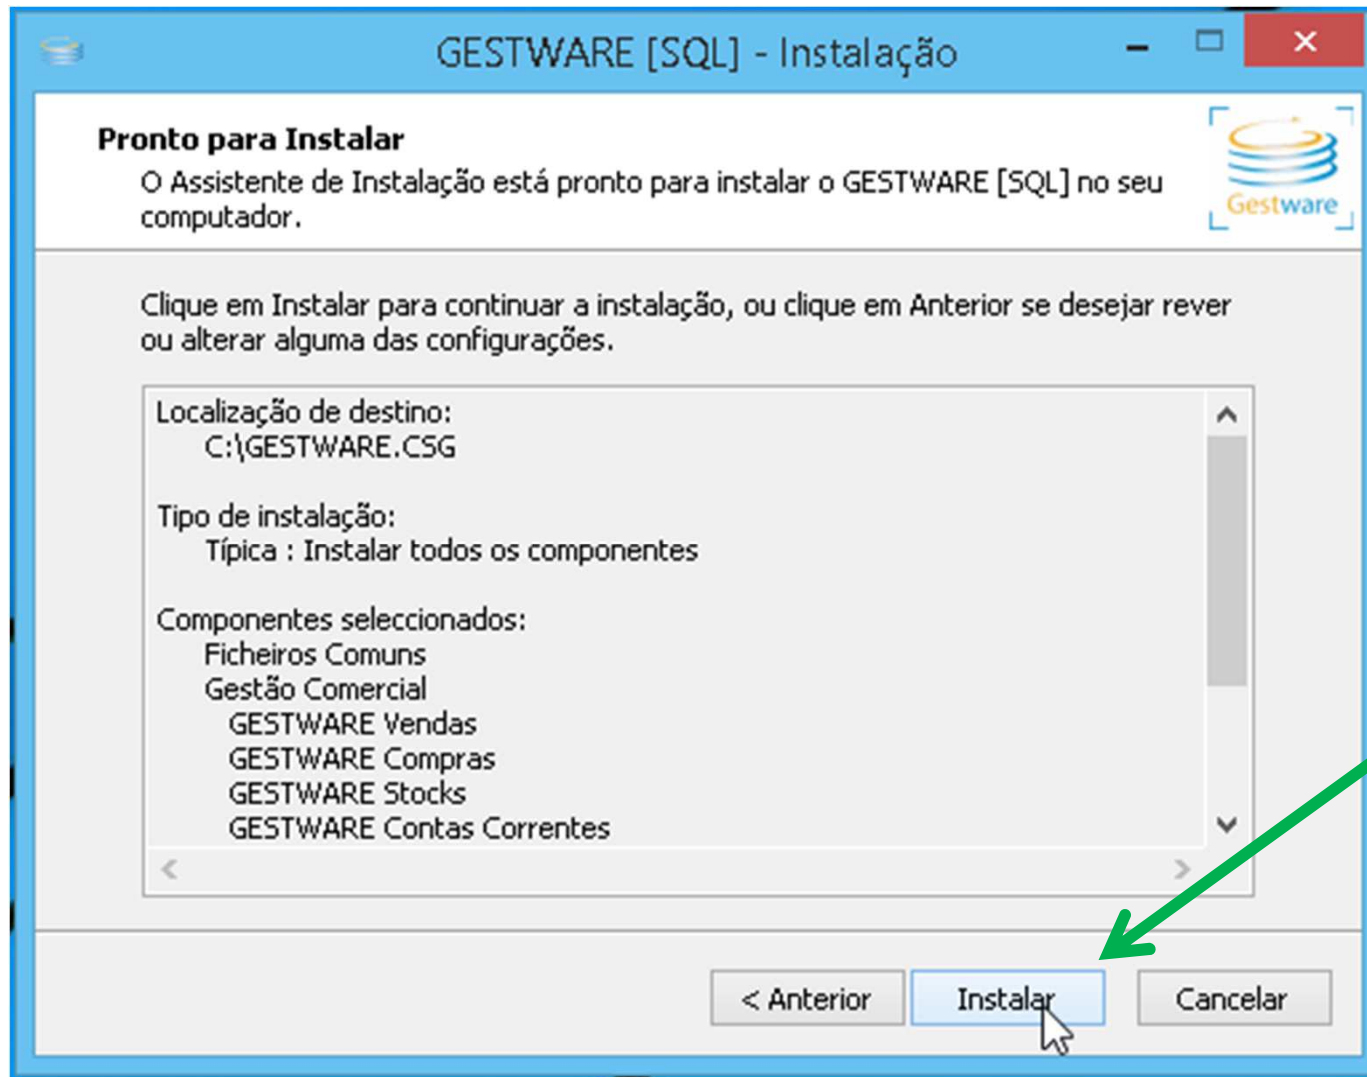 GESTWARE [SQL] - Instalação
Pronto para Instalar
O Assistente de Instalação está pronto para instalar o GESTWARE [SQL] no seu
computador.
Gestware
Clique em Instalar para continuar a instalação, ou clique em Anterior se desejar rever
ou alterar alguma das configurações.
Localização de destino:
C:\GESTWARE.CSG
Tipo de instalação:
Típica : Instalar todos os componentes
Componentes seleccionados:
Ficheiros Comuns
Gestão Comercial
GESTWARE Vendas
GESTWARE Compras
GESTWARE Stocks
GESTWARE Contas Correntes
< Anterior
Instalar
Cancelar